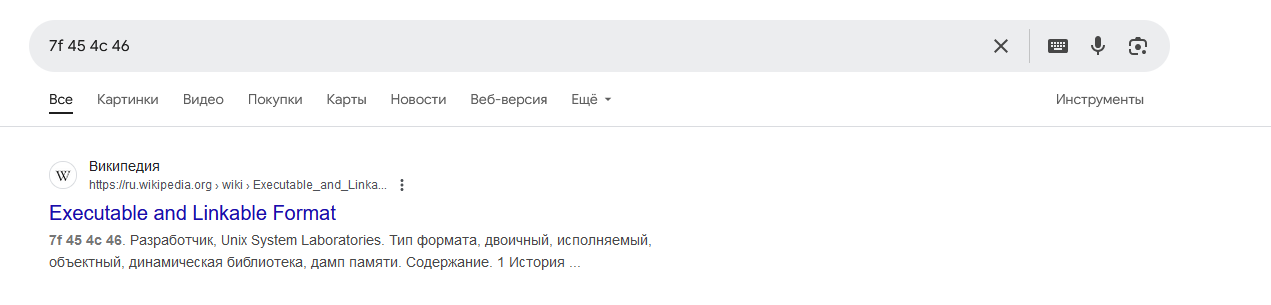 7f 45 4c 46
Все Картинки Видео Покупки Карты Новости Веб-версия Ещё Инструменты
W
Википедия
https://ru.wikipedia.org › wiki › Executable_and_Linka...
Executable and Linkable Format
7f 45 4c 46. Разработчик, Unix System Laboratories. Тип формата, двоичный, исполняемый,
объектный, динамическая библиотека, дамп памяти. Содержание. 1 История ...